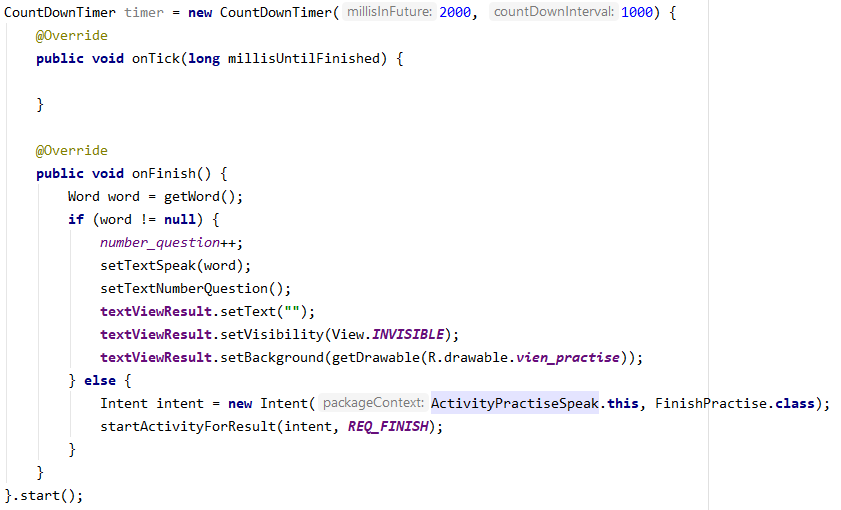 CountDownTimer timer = new CountDownTimer( millisInFuture: 2000, countDownInterval: 1000) {
@Override
public void onTick(long millisUntilFinished) {
}
@Override
public void onFinish() {
Word word = getWord();
if (word != null) {
number_question++;
setTextSpeak(word);
setTextNumberQuestion();
textViewResult.setText("");
textViewResult.setVisibility(View.INVISIBLE);
textViewResult.setBackground(getDrawable(R.drawable.vien_practise));
} else {
Intent intent = new Intent( packageContext: ActivityPractiseSpeak.this, FinishPractise.class);
startActivityForResult(intent, REQ_FINISH);
}
}
}.start();